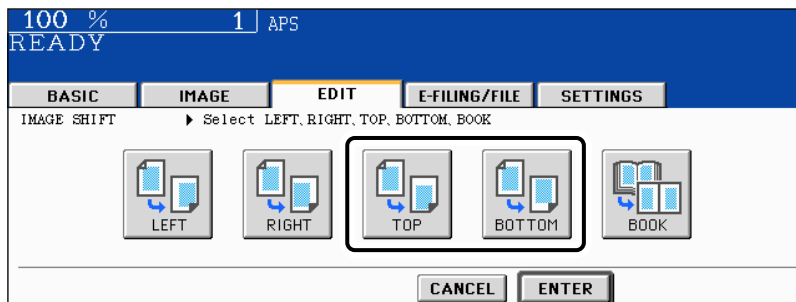 100 % 1 APS
READY
BASIC IMAGE EDIT E-FILING/FILE SETTINGS
IMAGE SHIFT ▶ Select LEFT, RIGHT, TOP, BOTTOM, BOOK
LEFT RIGHT TOP BOTTOM BOOK
CANCEL ENTER